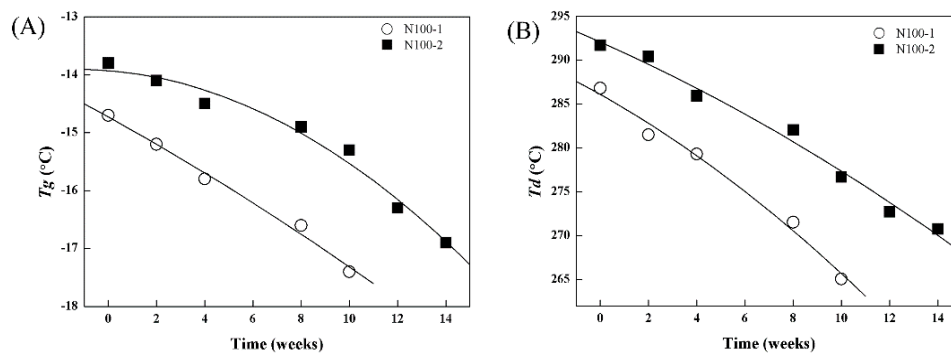 (A)
N100-1
N100-2
-13
-14
-15
-16
-17
-18
Tg (°C)
0 2 4 6 8 10 12 14
Time (weeks)
(B)
N100-1
N100-2
295
290
285
280
275
270
265
Td (°C)
0 2 4 6 8 10 12 14
Time (weeks)